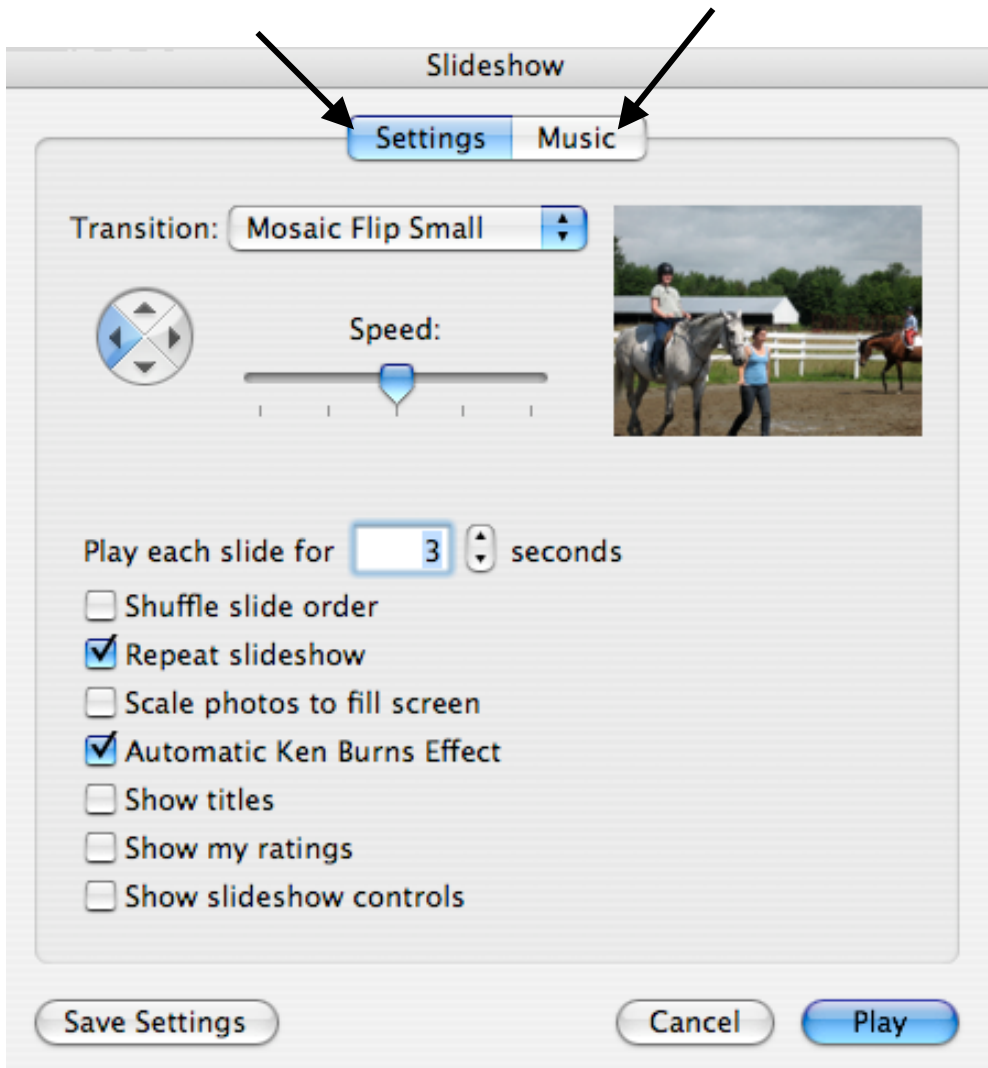 Slideshow
Settings Music
Transition: Mosaic Flip Small
Speed:
Play each slide for 3 seconds
Shuffle slide order
Repeat slideshow
Scale photos to fill screen
Automatic Ken Burns Effect
Show titles
Show my ratings
Show slideshow controls
Save Settings Cancel Play